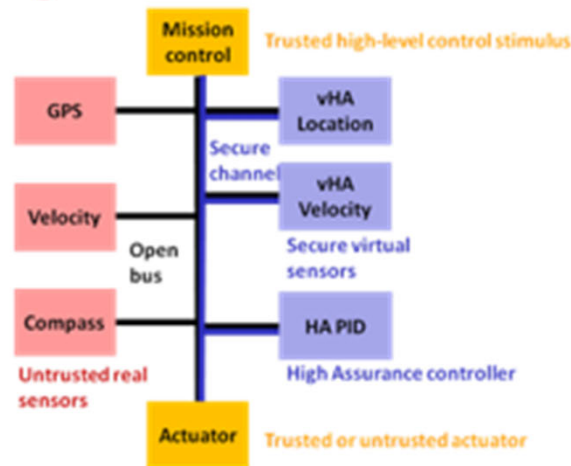 Mission
control
Trusted high-level control stimulus
GPS
vHA
Location
Secure
channel
Velocity
vHA
Velocity
Open
bus
Secure virtual
sensors
Compass
HA PID
Untrusted real
sensors
High Assurance controller
Actuator
Trusted or untrusted actuator